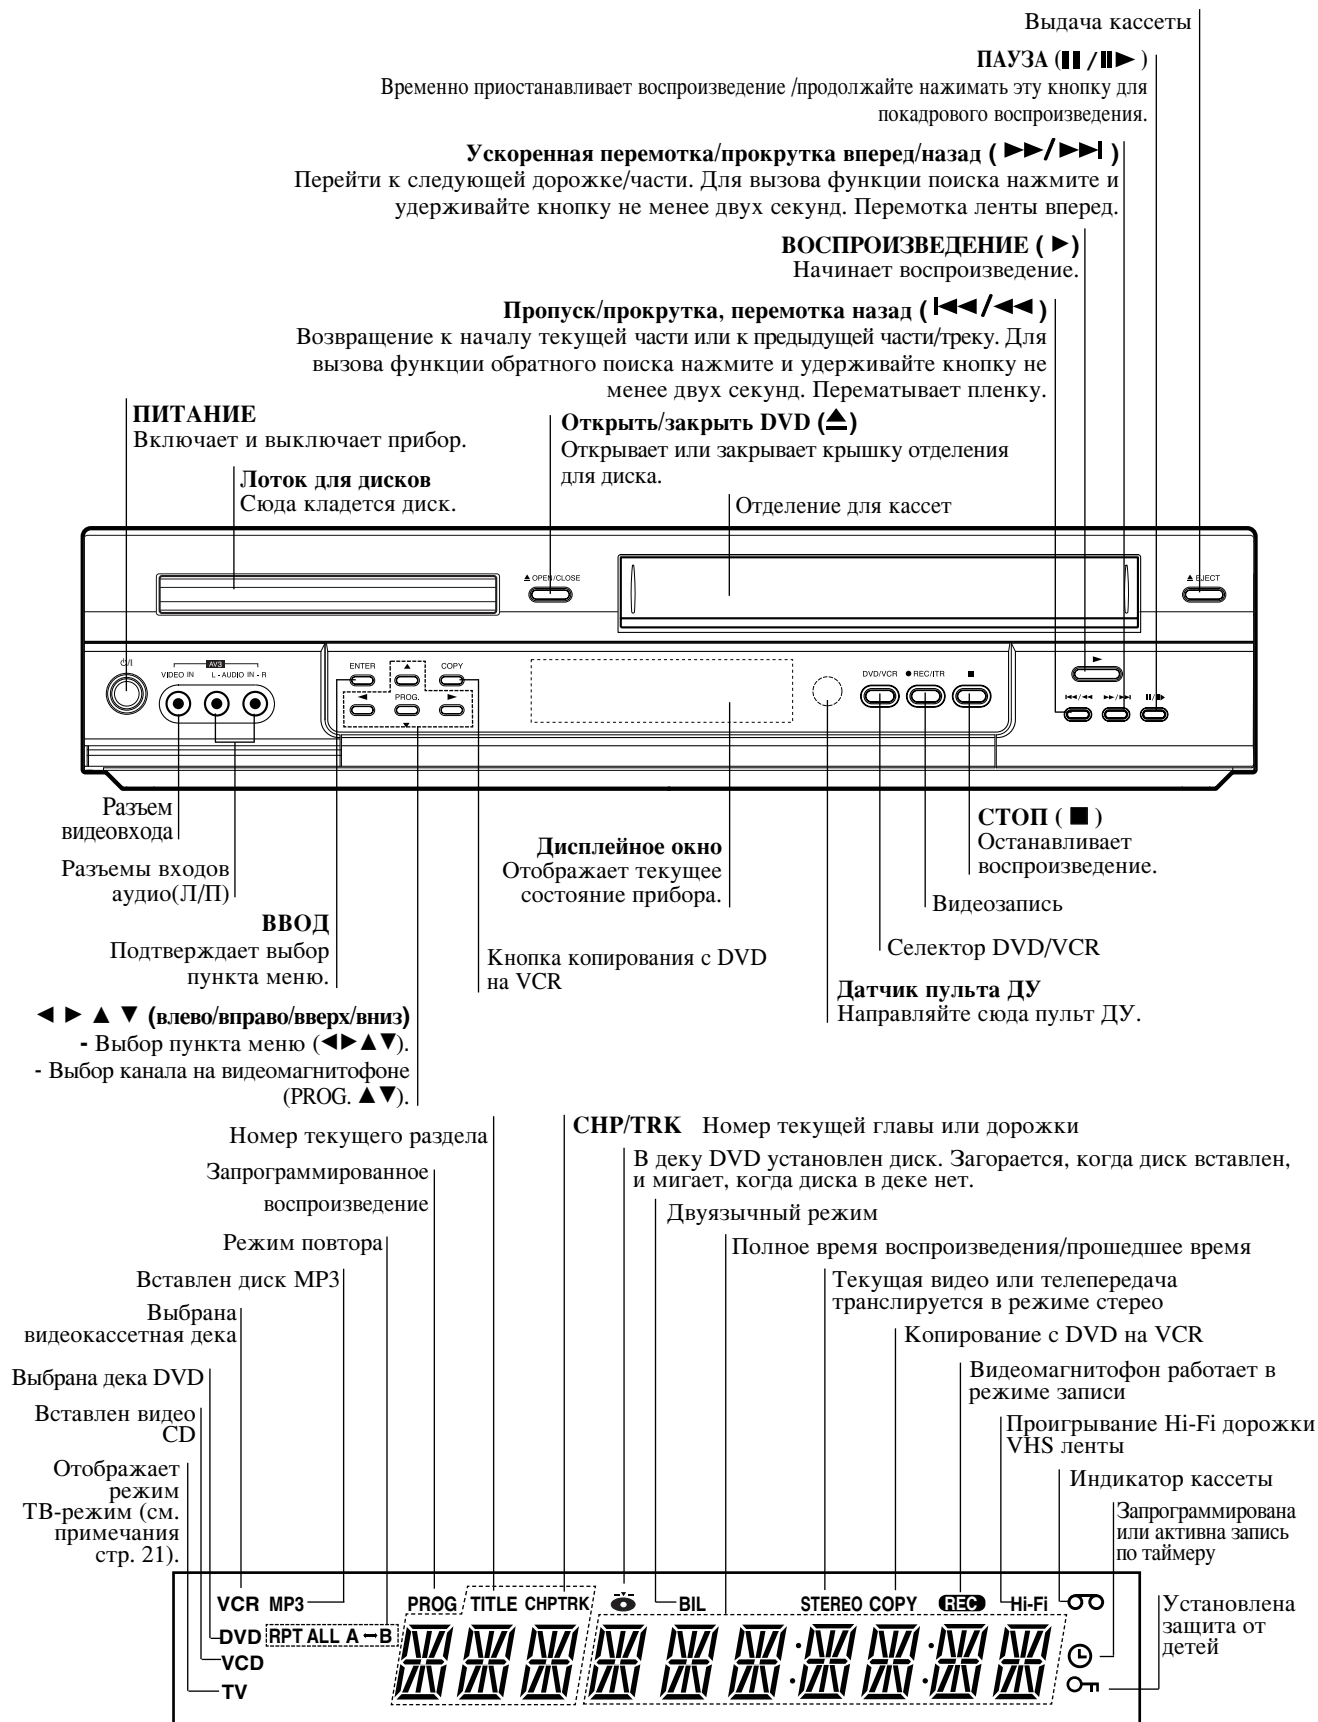 Выдача кассеты
ПАУЗА (▮▮ /▮▮▶ )
Временно приостанавливает воспроизведение /продолжайте нажимать эту кнопку для
покадрового воспроизведения.
Ускоренная перемотка/прокрутка вперед/назад ( ▶▶/▶▶| )
Перейти к следующей дорожке/части. Для вызова функции поиска нажмите и
удерживайте кнопку не менее двух секунд. Перемотка ленты вперед.
ВОСПРОИЗВЕДЕНИЕ ( ▶)
Начинает воспроизведение.
Пропуск/прокрутка, перемотка назад ( |◀◀/◀◀ )
Возвращение к началу текущей части или к предыдущей части/треку. Для
вызова функции обратного поиска нажмите и удерживайте кнопку не
менее двух секунд. Перематывает пленку.
ПИТАНИЕ
Включает и выключает прибор.
Открыть/закрыть DVD (⏏)
Открывает или закрывает крышку отделения
для диска.
Лоток для дисков
Сюда кладется диск.
Отделение для кассет
⏏ OPEN/CLOSE
⏏ EJECT
⏻/I
AV3
VIDEO IN
L - AUDIO IN - R
ENTER
▲
COPY
◀
PROG.
▶
▼
DVD/VCR
● REC/ITR
■
▶
|◀◀/◀◀
▶▶/▶▶|
▮▮/▮▮▶
Разъем
видеовхода
Разъемы входов
аудио(Л/П)
ВВОД
Подтверждает выбор
пункта меню.
◀ ▶ ▲ ▼ (влево/вправо/вверх/вниз)
- Выбор пункта меню (◀▶▲▼).
- Выбор канала на видеомагнитофоне
(PROG. ▲▼).
Кнопка копирования с DVD
на VCR
Дисплейное окно
Отображает текущее
состояние прибора.
СТОП ( ■ )
Останавливает
воспроизведение.
Видеозапись
Селектор DVD/VCR
Датчик пульта ДУ
Направляйте сюда пульт ДУ.
Номер текущего раздела
CHP/TRK Номер текущей главы или дорожки
Запрограммированное
воспроизведение
В деку DVD установлен диск. Загорается, когда диск вставлен,
и мигает, когда диска в деке нет.
Двуязычный режим
Режим повтора
Полное время воспроизведения/прошедшее время
Вставлен диск MP3
Текущая видео или телепередача
транслируется в режиме стерео
Выбрана
видеокассетная дека
Копирование с DVD на VCR
Выбрана дека DVD
Видеомагнитофон работает в
режиме записи
Вставлен видео
CD
Проигрывание Hi-Fi дорожки
VHS ленты
Отображает
режим
ТВ-режим (см.
примечания
стр. 21).
Индикатор кассеты
Запрограммирована
или активна запись
по таймеру
Установлена
защита от
детей
VCR MP3 PROG TITLE CHPTRK BIL STEREO COPY REC Hi-Fi
DVD RPT ALL A ↔ B
VCD
TV